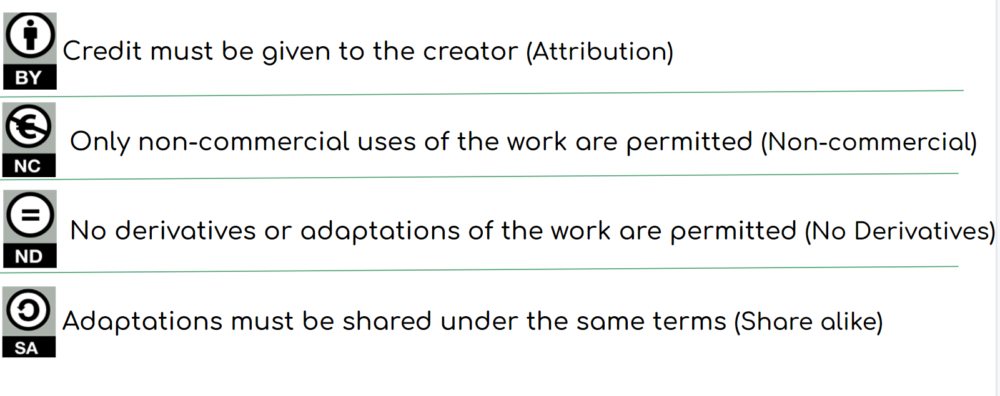 BY
Credit must be given to the creator (Attribution)
NC
Only non-commercial uses of the work are permitted (Non-commercial)
ND
No derivatives or adaptations of the work are permitted (No Derivatives)
SA
Adaptations must be shared under the same terms (Share alike)